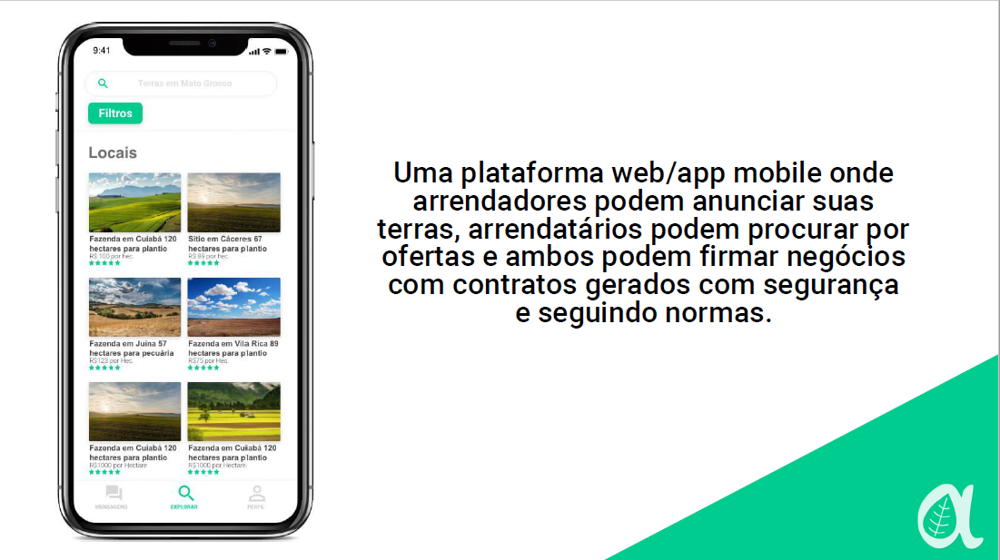 9:41
Terras em Mato Grosso
Filtros
Locais
Fazenda em Cuiabá 120
hectares para plantio
R$ 100 por hec.
Sítio em Cáceres 67
hectares para plantio
R$ 89 por hec.
Fazenda em Juína 57
hectares para pecuária
R$123 por Hec.
Fazenda em Vila Rica 89
hectares para plantio
R$75 por Hec.
Fazenda em Cuiabá 120
hectares para plantio
R$1000 por Hectare
Fazenda em Cuiabá 120
hectares para plantio
R$1000 por Hectare
MENSAGENS
EXPLORAR
PERFIL
Uma plataforma web/app mobile onde
arrendadores podem anunciar suas
terras, arrendatários podem procurar por
ofertas e ambos podem firmar negócios
com contratos gerados com segurança
e seguindo normas.